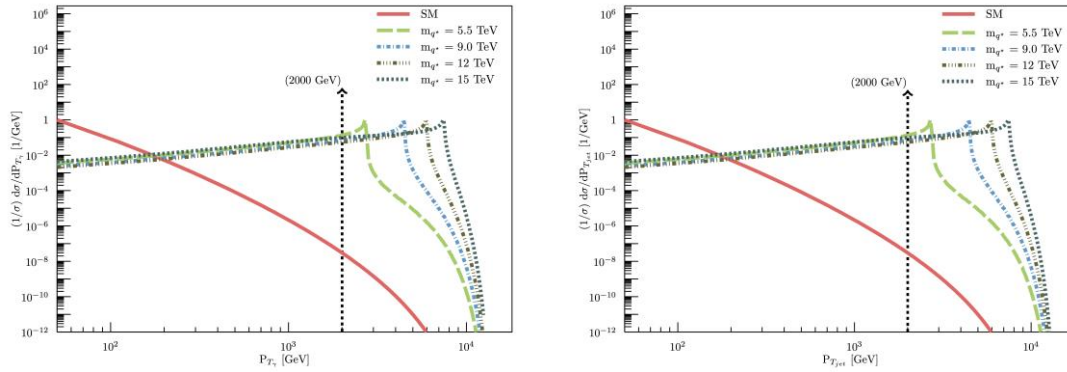 SM
m_{q⋆} = 5.5 TeV
m_{q⋆} = 9.0 TeV
m_{q⋆} = 12 TeV
m_{q⋆} = 15 TeV
(2000 GeV)
(1/σ) dσ/dP_{T_γ} [1/GeV]
10^6
10^4
10^2
1
10^{-2}
10^{-4}
10^{-6}
10^{-8}
10^{-10}
10^{-12}
10^2
10^3
10^4
P_{T_γ} [GeV]
SM
m_{q⋆} = 5.5 TeV
m_{q⋆} = 9.0 TeV
m_{q⋆} = 12 TeV
m_{q⋆} = 15 TeV
(2000 GeV)
(1/σ) dσ/dP_{T_{jet}} [1/GeV]
10^6
10^4
10^2
1
10^{-2}
10^{-4}
10^{-6}
10^{-8}
10^{-10}
10^{-12}
10^2
10^3
10^4
P_{T_{jet}} [GeV]